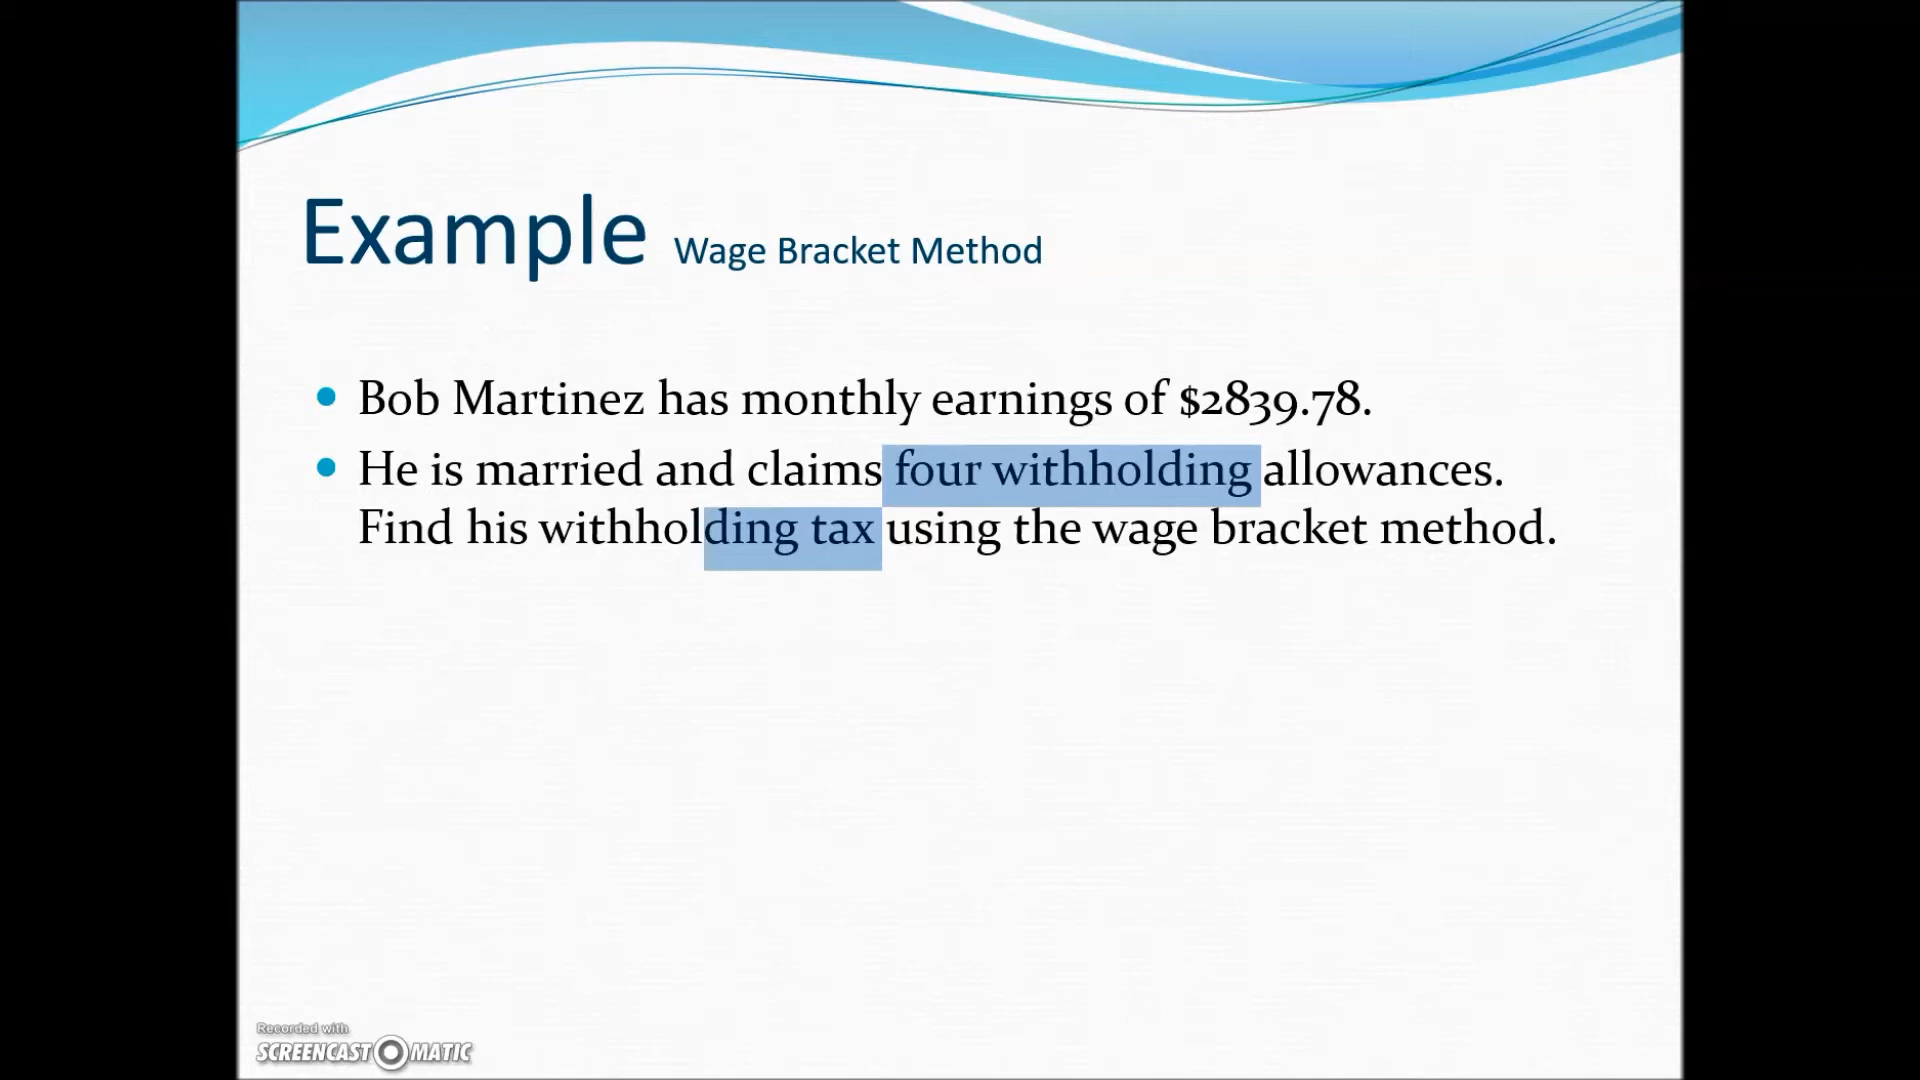 Example Wage Bracket Method
• Bob Martinez has monthly earnings of $2839.78.
• He is married and claims four withholding allowances.
Find his withholding tax using the wage bracket method.
Recorded with
SCREENCAST MATIC